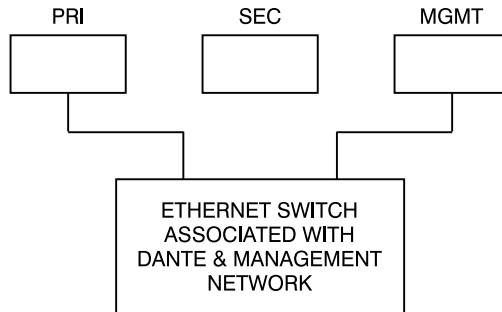 PRI SEC MGMT
ETHERNET SWITCH
ASSOCIATED WITH
DANTE & MANAGEMENT
NETWORK